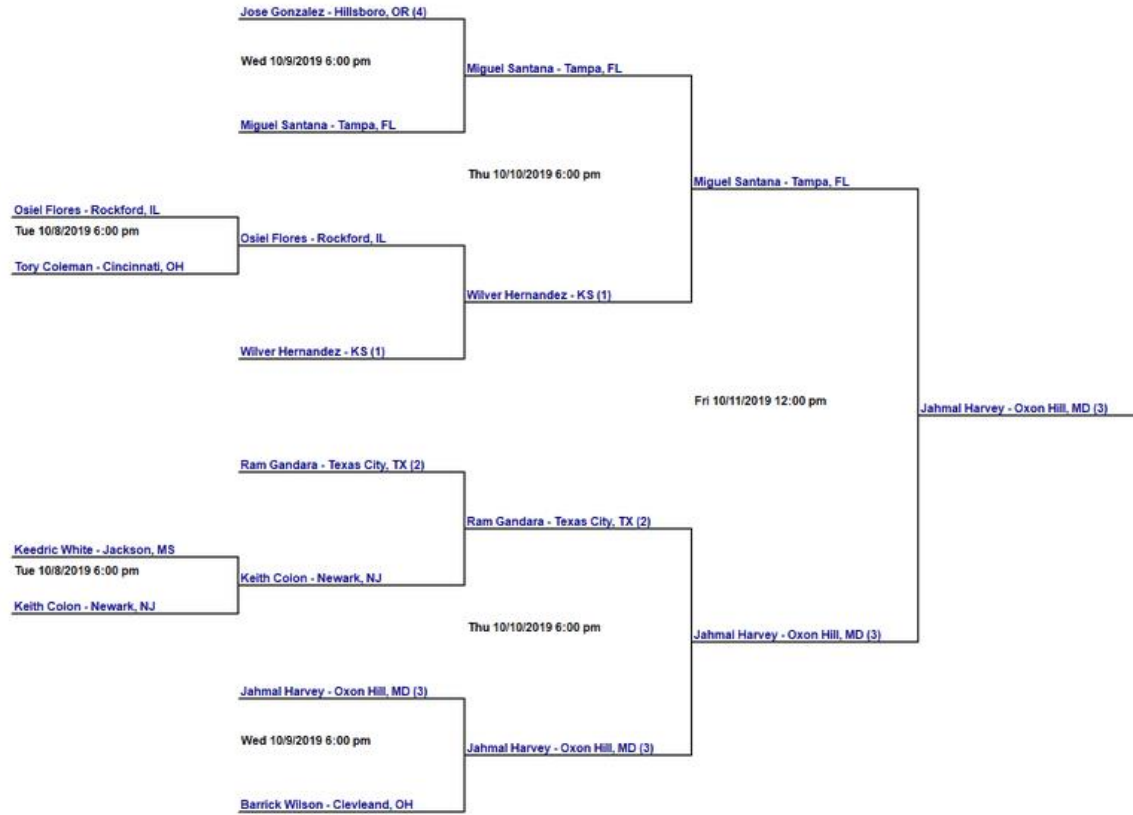 Jose Gonzalez - Hillsboro, OR (4)
Wed 10/9/2019 6:00 pm
Miguel Santana - Tampa, FL
Miguel Santana - Tampa, FL
Thu 10/10/2019 6:00 pm
Miguel Santana - Tampa, FL
Osiel Flores - Rockford, IL
Tue 10/8/2019 6:00 pm
Osiel Flores - Rockford, IL
Tory Coleman - Cincinnati, OH
Wilver Hernandez - KS (1)
Wilver Hernandez - KS (1)
Fri 10/11/2019 12:00 pm
Jahmal Harvey - Oxon Hill, MD (3)
Ram Gandara - Texas City, TX (2)
Ram Gandara - Texas City, TX (2)
Keedric White - Jackson, MS
Tue 10/8/2019 6:00 pm
Keith Colon - Newark, NJ
Keith Colon - Newark, NJ
Thu 10/10/2019 6:00 pm
Jahmal Harvey - Oxon Hill, MD (3)
Jahmal Harvey - Oxon Hill, MD (3)
Wed 10/9/2019 6:00 pm
Jahmal Harvey - Oxon Hill, MD (3)
Barrick Wilson - Clevleand, OH